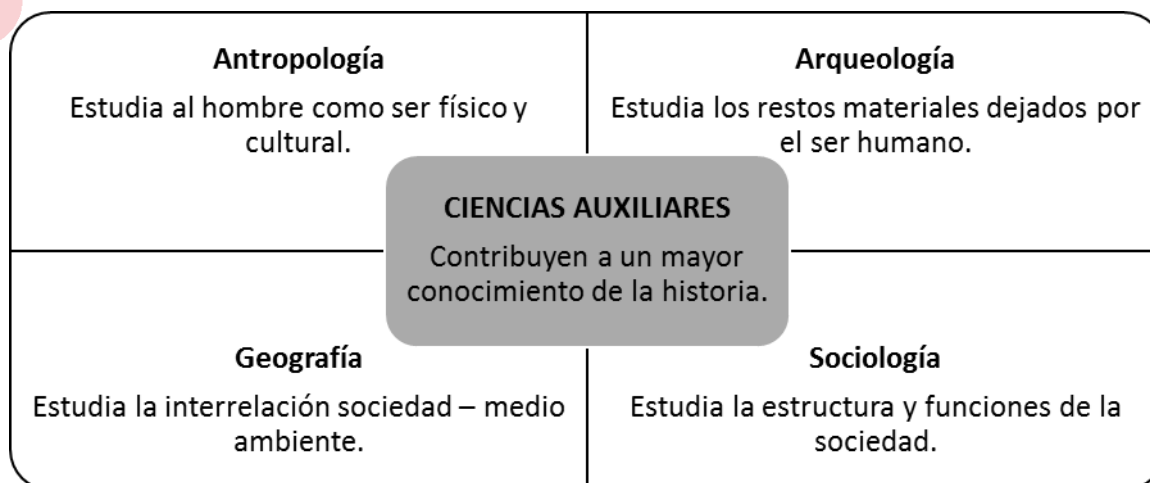 Antropología
Estudia al hombre como ser físico y
cultural.
Arqueología
Estudia los restos materiales dejados por
el ser humano.
CIENCIAS AUXILIARES
Contribuyen a un mayor
conocimiento de la historia.
Geografía
Estudia la interrelación sociedad – medio
ambiente.
Sociología
Estudia la estructura y funciones de la
sociedad.